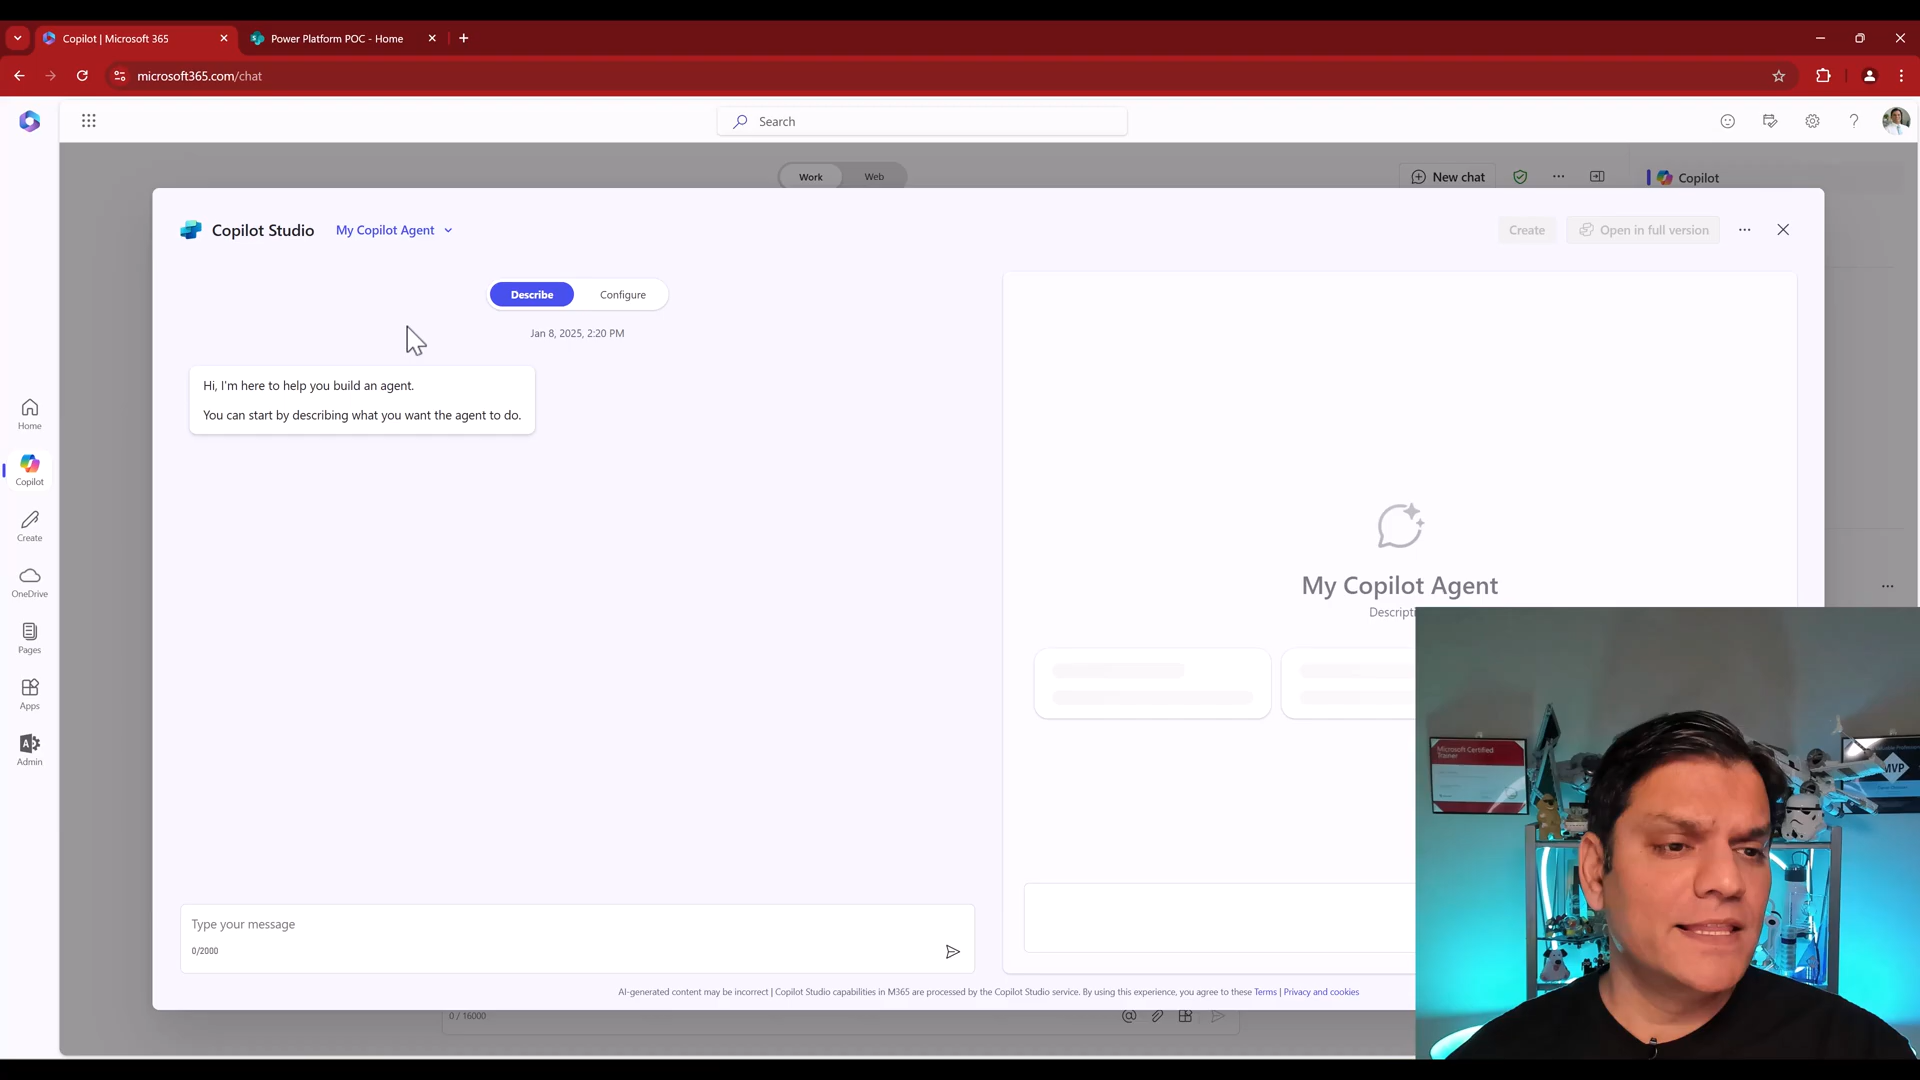 Copilot | Microsoft 365
Power Platform POC - Home
microsoft365.com/chat
Search
Work
Web
New chat
Copilot
Copilot Studio
My Copilot Agent
Create
Open in full version
Describe
Configure
Jan 8, 2025, 2:20 PM
Hi, I'm here to help you build an agent.
You can start by describing what you want the agent to do.
Home
Copilot
Create
OneDrive
Pages
Apps
Admin
My Copilot Agent
Descripti
Type your message
0/2000
AI-generated content may be incorrect | Copilot Studio capabilities in M365 are processed by the Copilot Studio service. By using this experience, you agree to these Terms | Privacy and cookies
0 / 16000
Microsoft Certified
Trainer
MVP